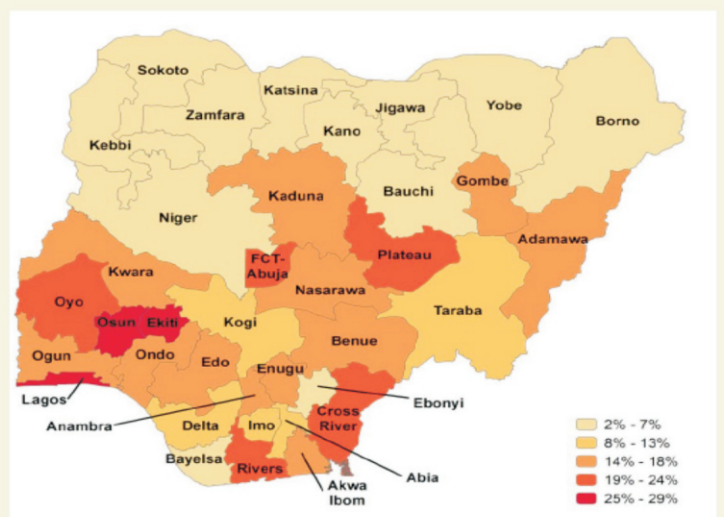 Sokoto
Katsina
Zamfara
Jigawa
Yobe
Borno
Kebbi
Kano
Kaduna
Bauchi
Gombe
Niger
Adamawa
FCT-
Abuja
Plateau
Kwara
Nasarawa
Oyo
Taraba
Osun Ekiti
Kogi
Benue
Ogun
Ondo
Edo
Enugu
Lagos
Ebonyi
Anambra
Delta
Imo
Cross
River
Bayelsa
Rivers
Abia
Akwa
Ibom
2% - 7%
8% - 13%
14% - 18%
19% - 24%
25% - 29%